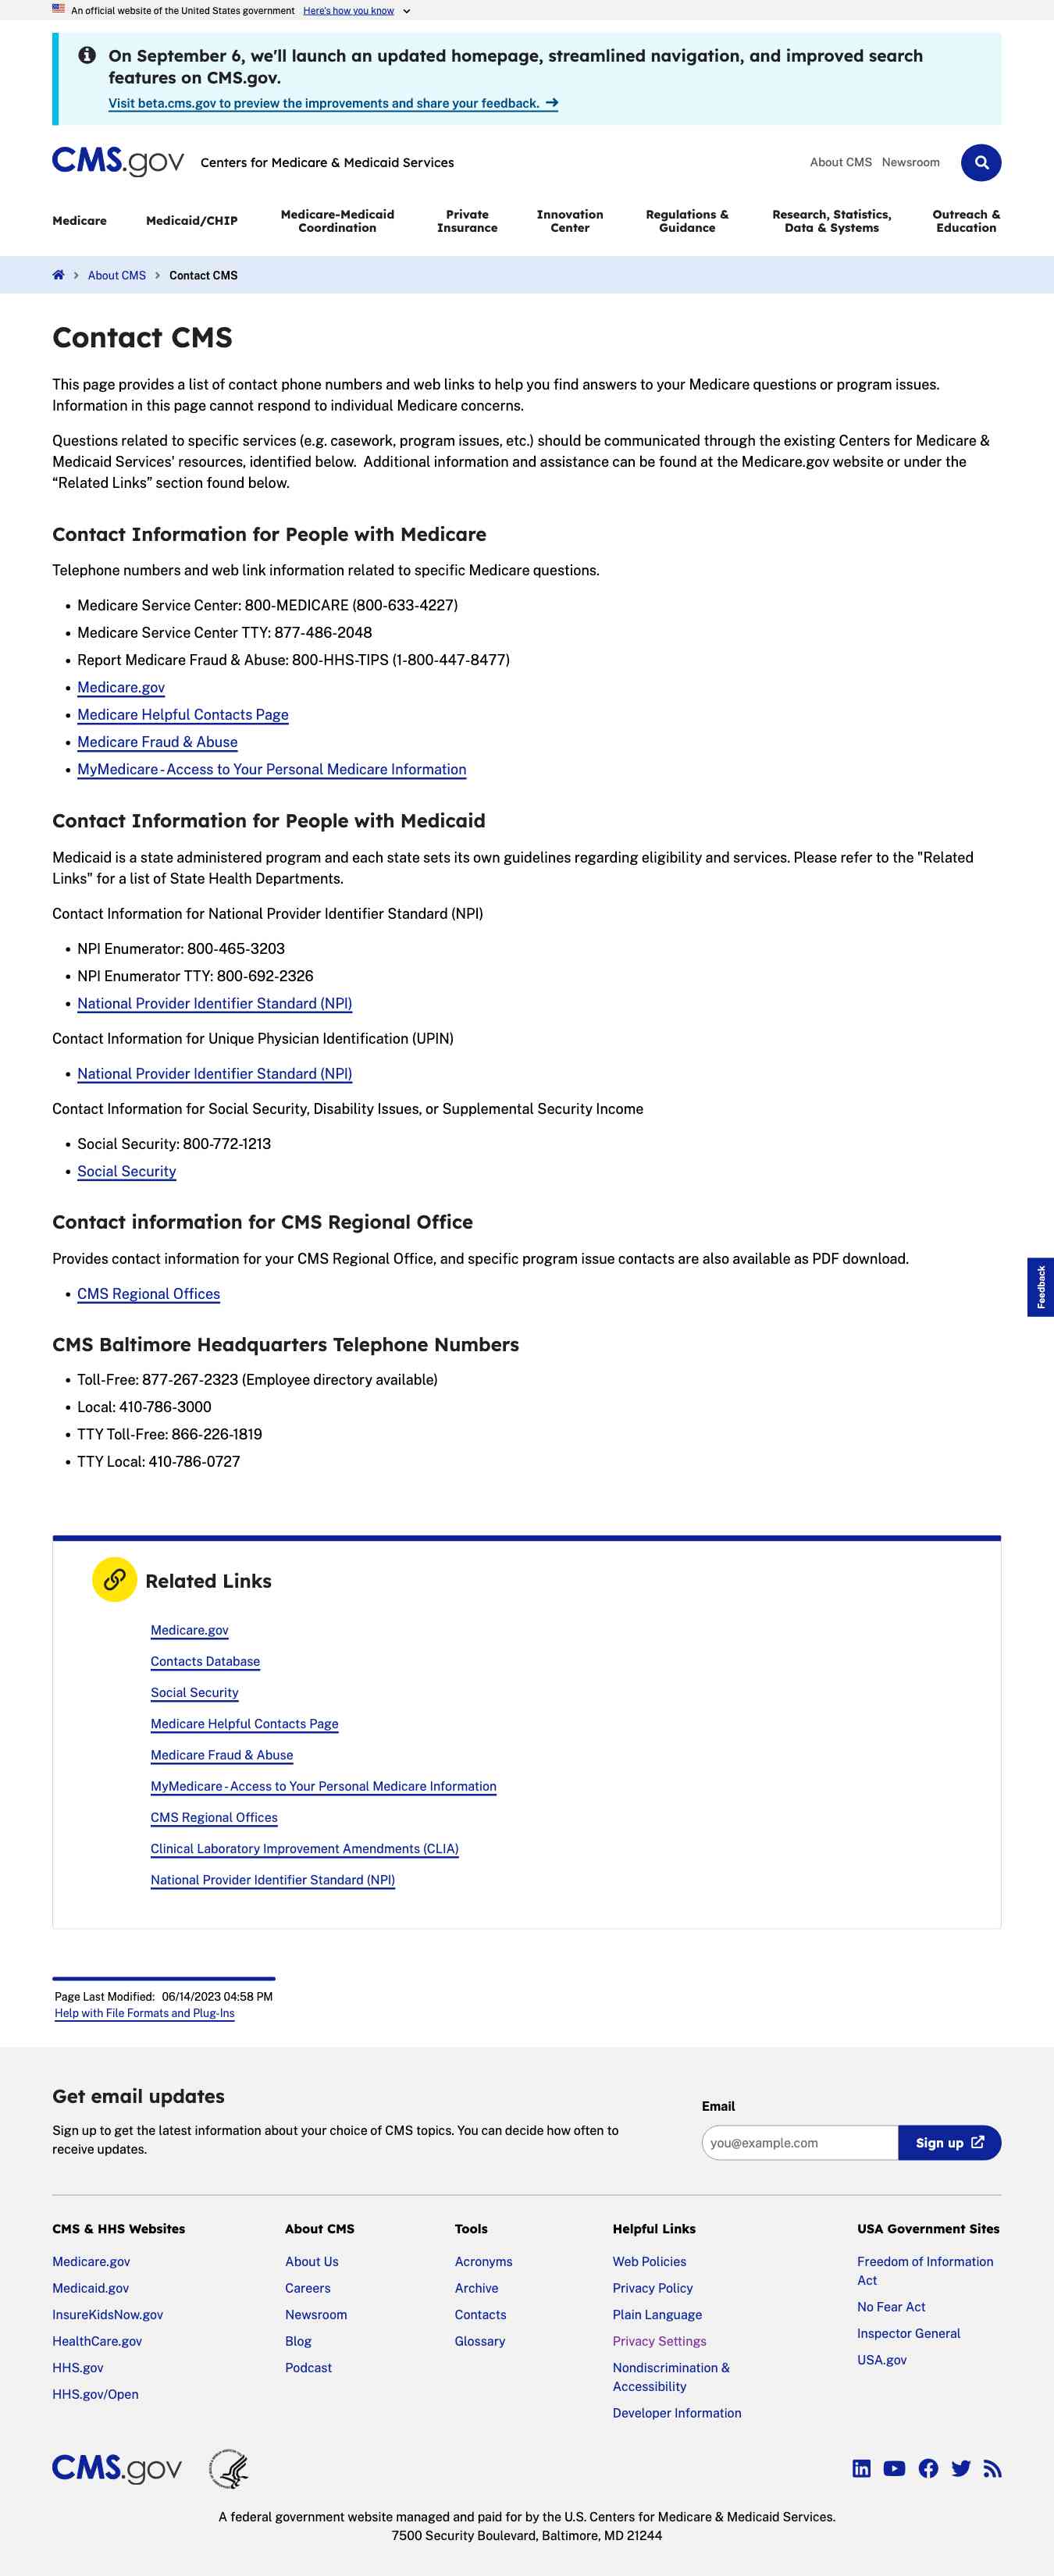 An official website of the United States government Here's how you know
On September 6, we'll launch an updated homepage, streamlined navigation, and improved search
features on CMS.gov.
Visit beta.cms.gov to preview the improvements and share your feedback.
CMS.gov Centers for Medicare & Medicaid Services
About CMS Newsroom
Medicare
Medicaid/CHIP
Medicare-Medicaid
Coordination
Private
Insurance
Innovation
Center
Regulations &
Guidance
Research, Statistics,
Data & Systems
Outreach &
Education
About CMS Contact CMS
Contact CMS
This page provides a list of contact phone numbers and web links to help you find answers to your Medicare questions or program issues.
Information in this page cannot respond to individual Medicare concerns.
Questions related to specific services (e.g. casework, program issues, etc.) should be communicated through the existing Centers for Medicare &
Medicaid Services' resources, identified below.  Additional information and assistance can be found at the Medicare.gov website or under the
“Related Links” section found below.
Contact Information for People with Medicare
Telephone numbers and web link information related to specific Medicare questions.
• Medicare Service Center: 800-MEDICARE (800-633-4227)
• Medicare Service Center TTY: 877-486-2048
• Report Medicare Fraud & Abuse: 800-HHS-TIPS (1-800-447-8477)
• Medicare.gov
• Medicare Helpful Contacts Page
• Medicare Fraud & Abuse
• MyMedicare - Access to Your Personal Medicare Information
Contact Information for People with Medicaid
Medicaid is a state administered program and each state sets its own guidelines regarding eligibility and services. Please refer to the "Related
Links" for a list of State Health Departments.
Contact Information for National Provider Identifier Standard (NPI)
• NPI Enumerator: 800-465-3203
• NPI Enumerator TTY: 800-692-2326
• National Provider Identifier Standard (NPI)
Contact Information for Unique Physician Identification (UPIN)
• National Provider Identifier Standard (NPI)
Contact Information for Social Security, Disability Issues, or Supplemental Security Income
• Social Security: 800-772-1213
• Social Security
Contact information for CMS Regional Office
Provides contact information for your CMS Regional Office, and specific program issue contacts are also available as PDF download.
• CMS Regional Offices
Feedback
CMS Baltimore Headquarters Telephone Numbers
• Toll-Free: 877-267-2323 (Employee directory available)
• Local: 410-786-3000
• TTY Toll-Free: 866-226-1819
• TTY Local: 410-786-0727
Related Links
Medicare.gov
Contacts Database
Social Security
Medicare Helpful Contacts Page
Medicare Fraud & Abuse
MyMedicare - Access to Your Personal Medicare Information
CMS Regional Offices
Clinical Laboratory Improvement Amendments (CLIA)
National Provider Identifier Standard (NPI)
Page Last Modified: 06/14/2023 04:58 PM
Help with File Formats and Plug-Ins
Get email updates
Sign up to get the latest information about your choice of CMS topics. You can decide how often to
receive updates.
Email
you@example.com
Sign up
CMS & HHS Websites
Medicare.gov
Medicaid.gov
InsureKidsNow.gov
HealthCare.gov
HHS.gov
HHS.gov/Open
About CMS
About Us
Careers
Newsroom
Blog
Podcast
Tools
Acronyms
Archive
Contacts
Glossary
Helpful Links
Web Policies
Privacy Policy
Plain Language
Privacy Settings
Nondiscrimination &
Accessibility
Developer Information
USA Government Sites
Freedom of Information
Act
No Fear Act
Inspector General
USA.gov
CMS.gov
A federal government website managed and paid for by the U.S. Centers for Medicare & Medicaid Services.
7500 Security Boulevard, Baltimore, MD 21244